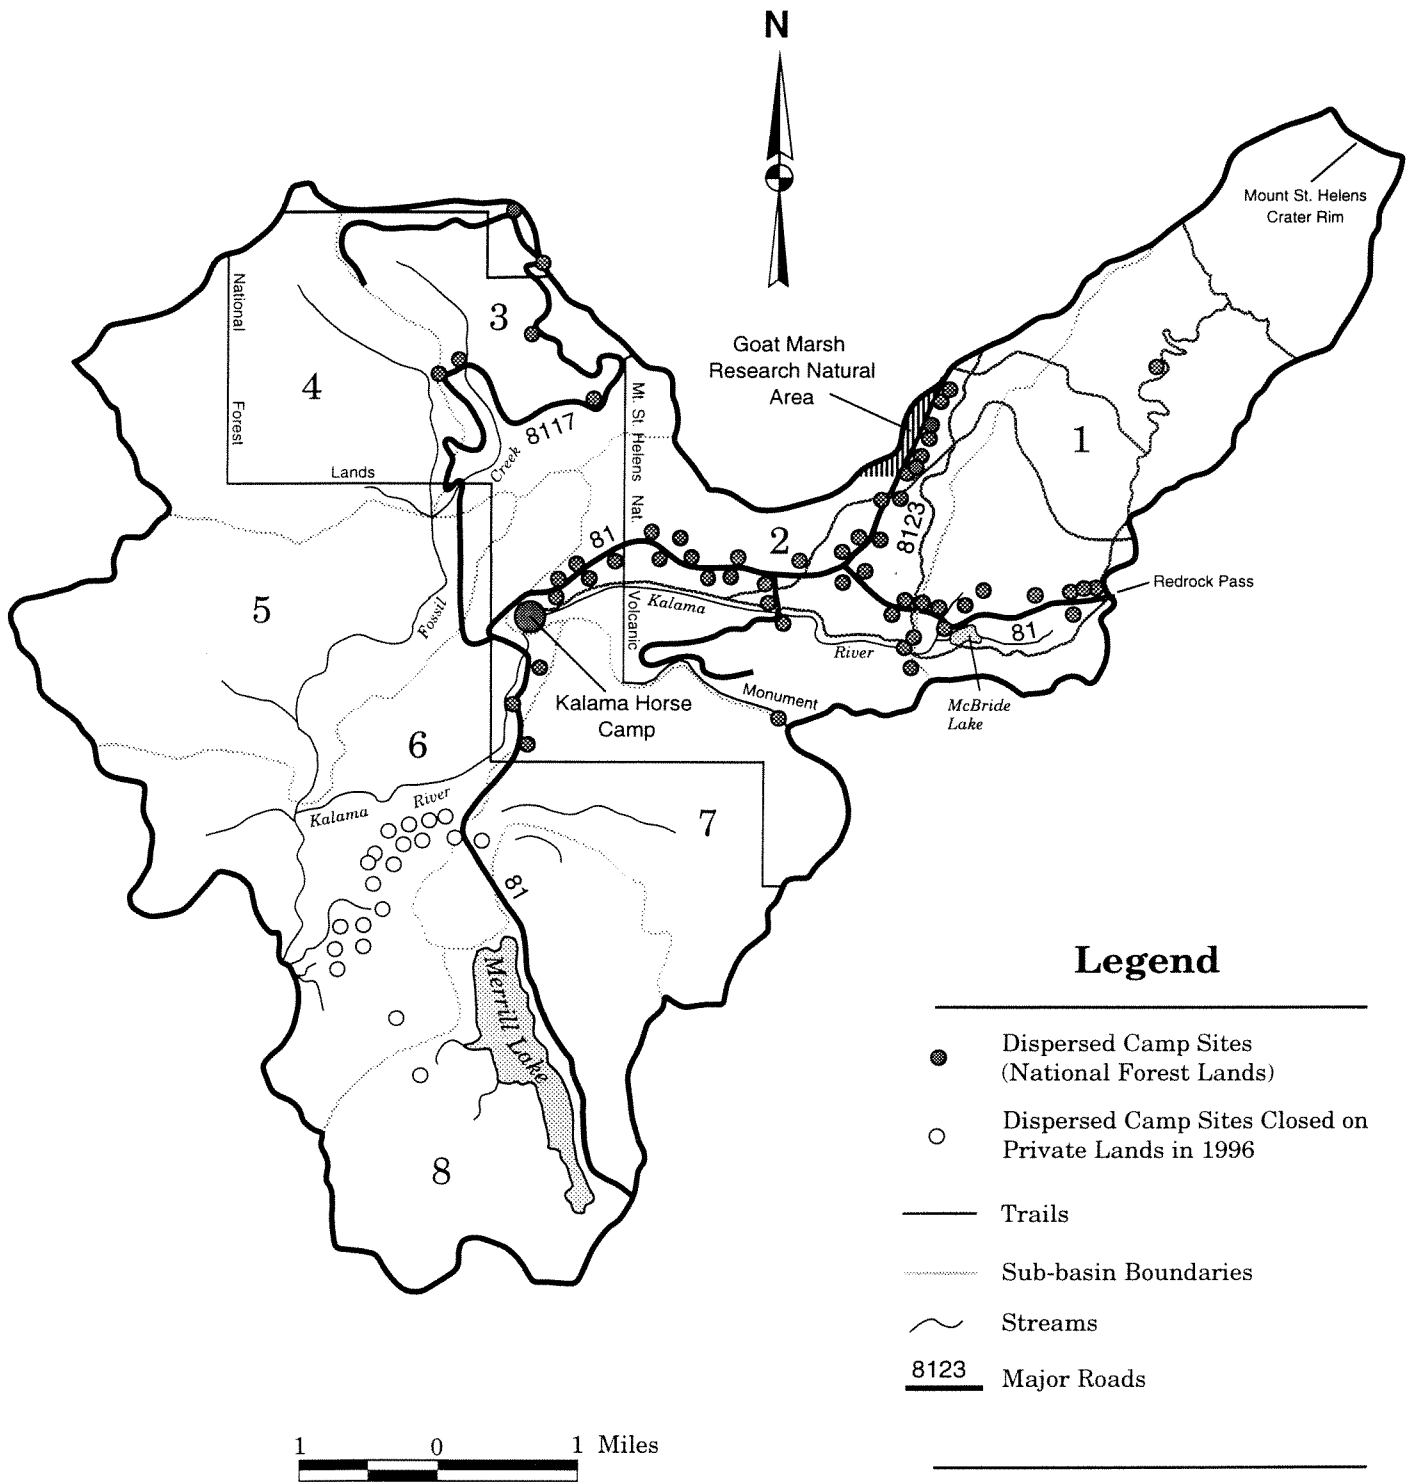 N
Mount St. Helens
Crater Rim
National
Forest
Lands
3
4
Goat Marsh
Research Natural
Area
1
8117
Creek
Mt. St. Helens Nat.
Volcanic
Monument
81
2
8123
Redrock Pass
5
Fossil
Kalama
River
81
McBride
Lake
Kalama Horse
Camp
6
Kalama
River
7
81
Merrill Lake
8
Legend
Dispersed Camp Sites
(National Forest Lands)
Dispersed Camp Sites Closed on
Private Lands in 1996
Trails
Sub-basin Boundaries
Streams
8123
Major Roads
1 0 1 Miles